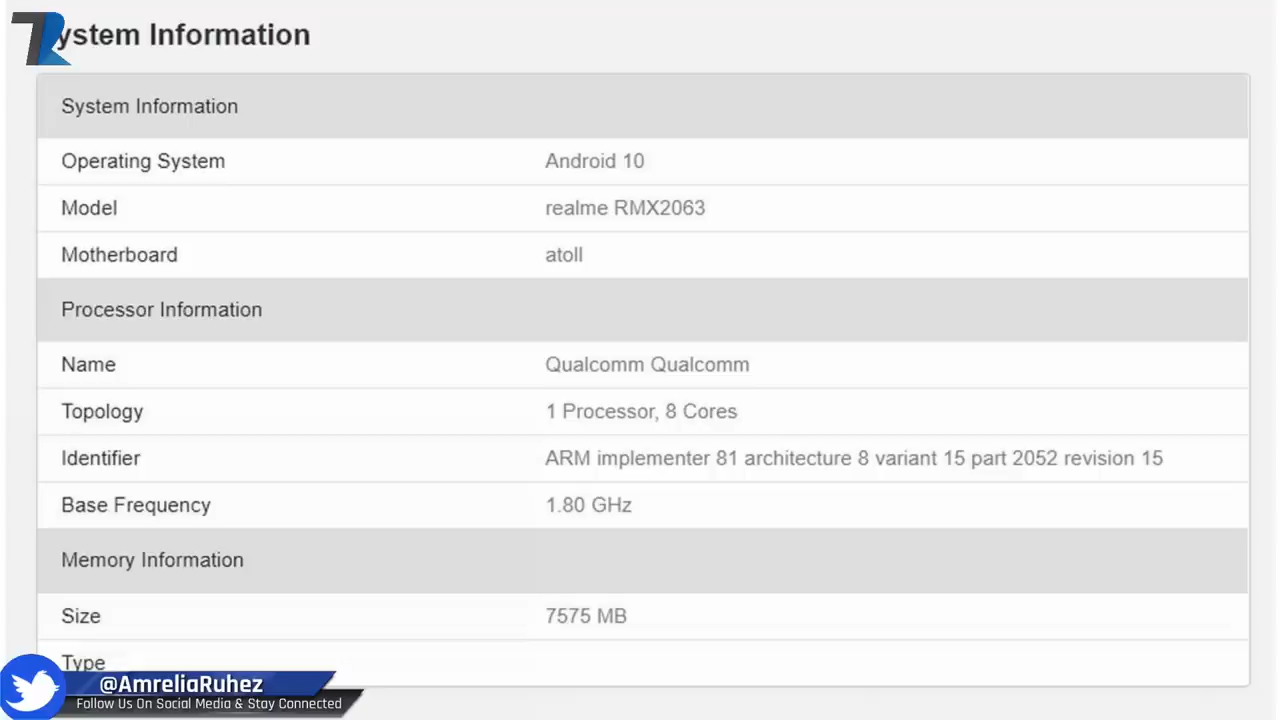 ystem Information
System Information
Operating System Android 10
Model realme RMX2063
Motherboard atoll
Processor Information
Name Qualcomm Qualcomm
Topology 1 Processor, 8 Cores
Identifier ARM implementer 81 architecture 8 variant 15 part 2052 revision 15
Base Frequency 1.80 GHz
Memory Information
Size 7575 MB
Type
@AmreliaRuhez
Follow Us On Social Media & Stay Connected